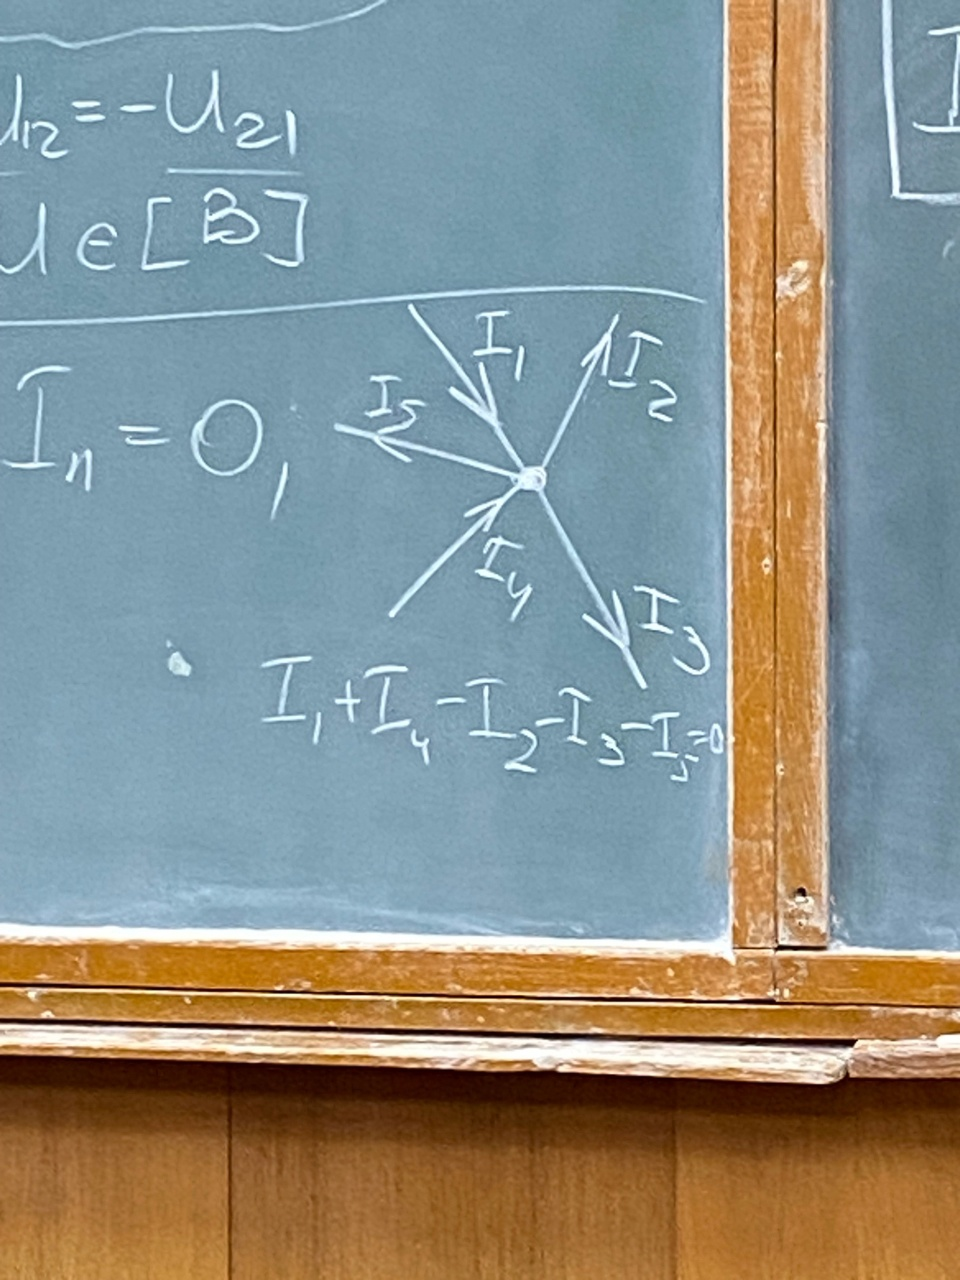 U₁₂ = -U₂₁
U ∈ [В]
Iₙ = 0,
I₁
I₂
I₅
I₄
I₃
I₁ + I₄ - I₂ - I₃ - I₅ = 0
I